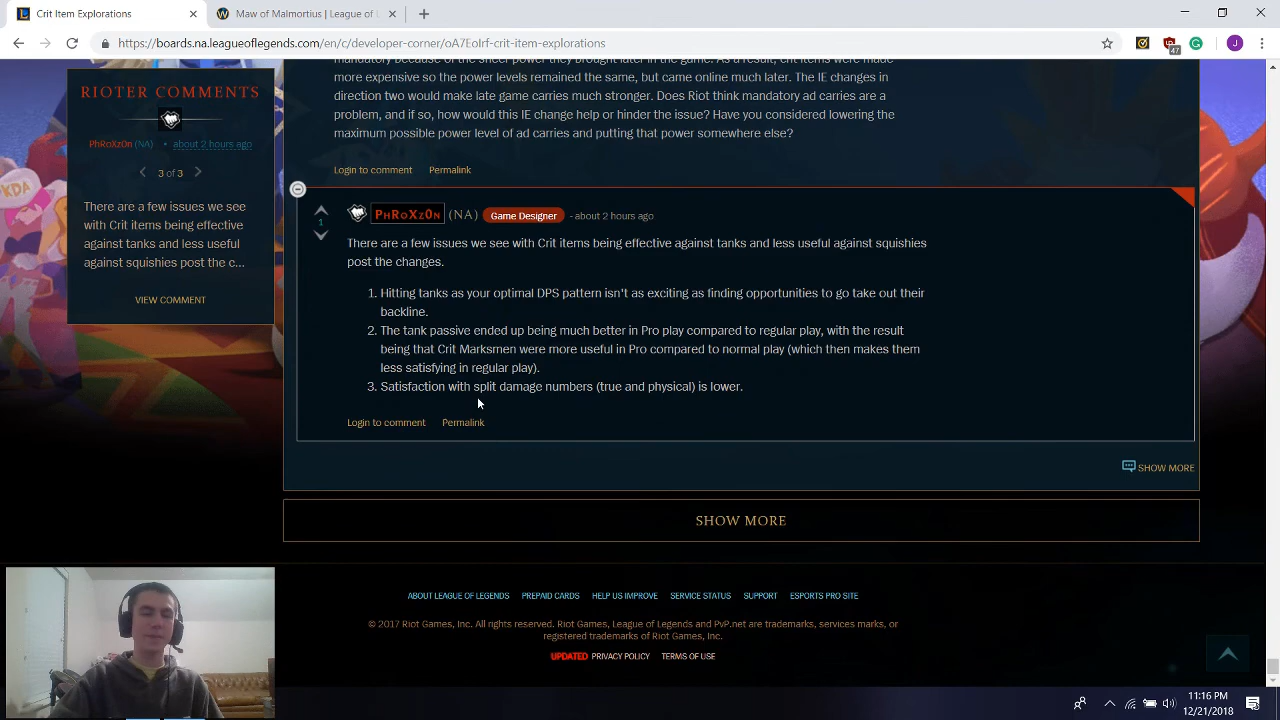 Crit Item Explorations
Maw of Malmortius | League of L
https://boards.na.leagueoflegends.com
crit-item-explorations
47
J
RIOTER COMMENTS
PhRoXz0n (NA) • about 2 hours ago
3 of 3
There are a few issues we see
with Crit items being effective
against tanks and less useful
against squishies post the c...
VIEW COMMENT
KDA
more expensive so the power levels remained the same, but came online much later. The IE changes in
direction two would make late game carries much stronger. Does Riot think mandatory ad carries are a
problem, and if so, how would this IE change help or hinder the issue? Have you considered lowering the
maximum possible power level of ad carries and putting that power somewhere else?
Login to comment Permalink
1
PhRoXz0n (NA) Game Designer - about 2 hours ago
There are a few issues we see with Crit items being effective against tanks and less useful against squishies
post the changes.
1. Hitting tanks as your optimal DPS pattern isn't as exciting as finding opportunities to go take out their
backline.
2. The tank passive ended up being much better in Pro play compared to regular play, with the result
being that Crit Marksmen were more useful in Pro compared to normal play (which then makes them
less satisfying in regular play).
3. Satisfaction with split damage numbers (true and physical) is lower.
Login to comment Permalink
SHOW MORE
SHOW MORE
ABOUT LEAGUE OF LEGENDS PREPAID CARDS HELP US IMPROVE SERVICE STATUS SUPPORT ESPORTS PRO SITE
© 2017 Riot Games, Inc. All rights reserved. Riot Games, League of Legends and PvP.net are trademarks, services marks, or
registered trademarks of Riot Games, Inc.
UPDATED PRIVACY POLICY TERMS OF USE
11:16 PM
12/21/2018